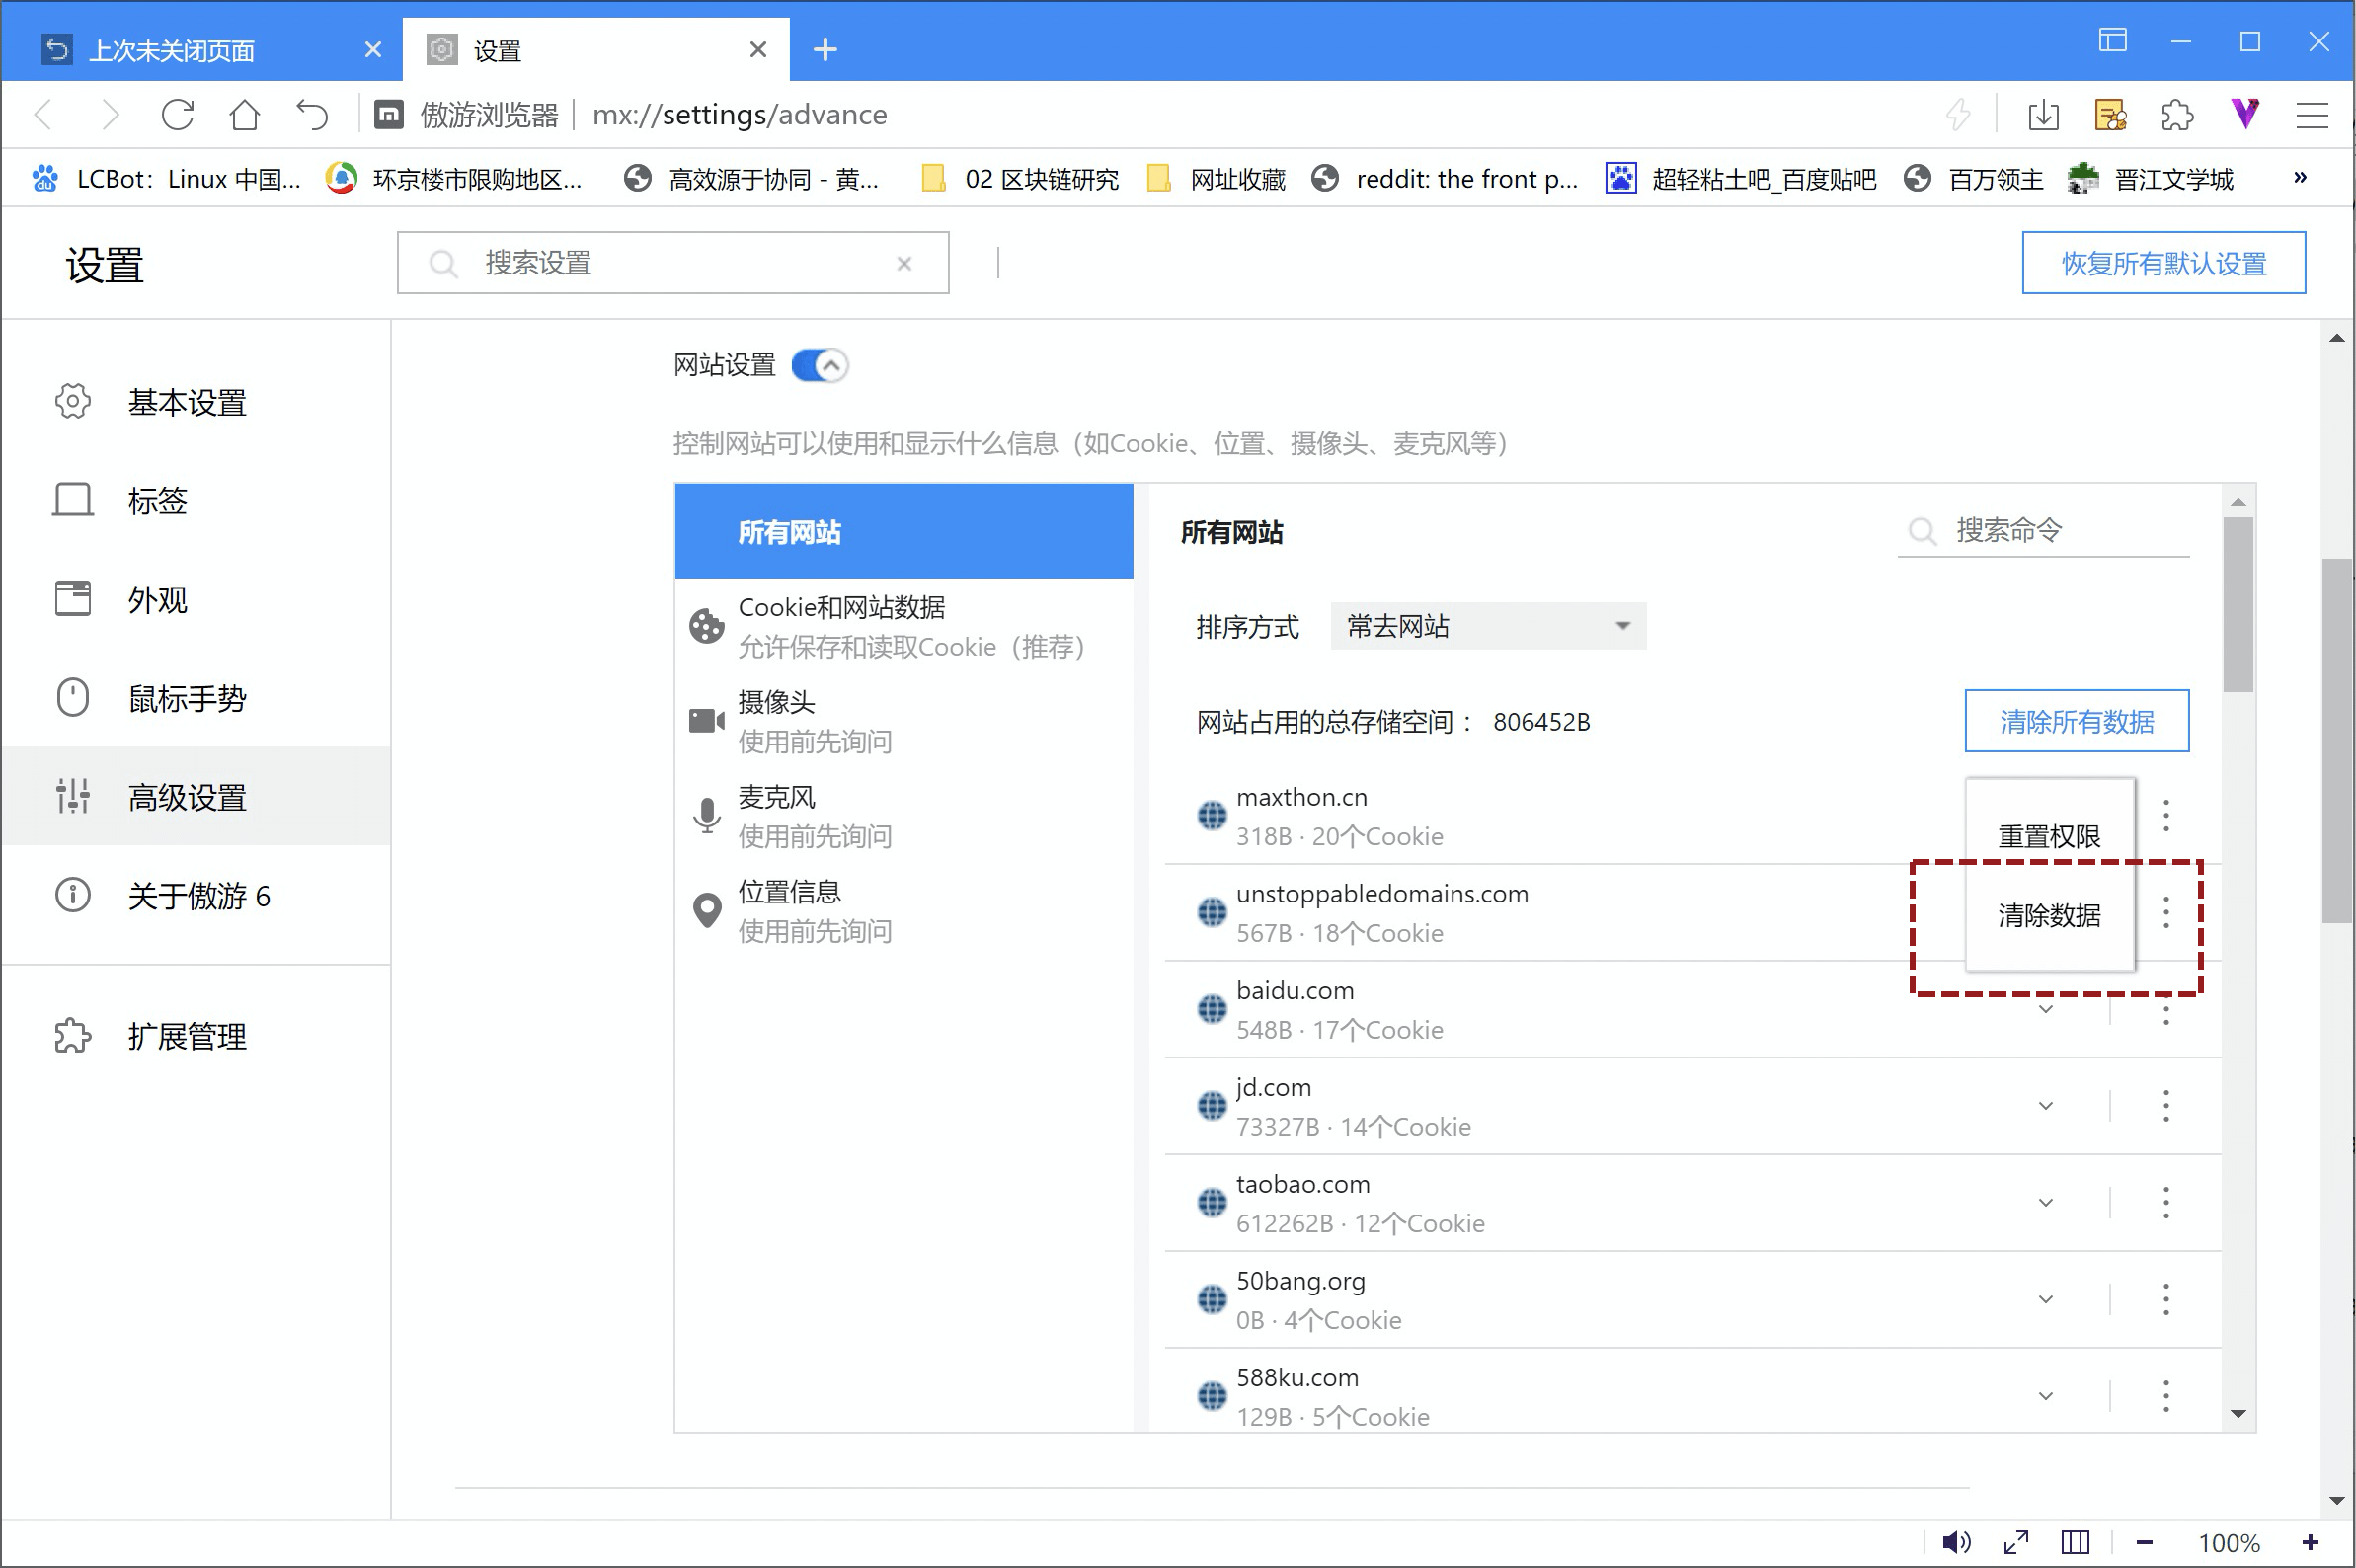 上次未关闭页面
设置
傲游浏览器
mx://settings/advance
LCBot：Linux 中国...
环京楼市限购地区...
高效源于协同 - 黄...
02 区块链研究
网址收藏
reddit: the front p...
超轻粘土吧_百度贴吧
百万领主
晋江文学城
»
设置
搜索设置
恢复所有默认设置
基本设置
标签
外观
鼠标手势
高级设置
关于傲游 6
扩展管理
网站设置
控制网站可以使用和显示什么信息（如Cookie、位置、摄像头、麦克风等）
所有网站
Cookie和网站数据
允许保存和读取Cookie（推荐）
摄像头
使用前先询问
麦克风
使用前先询问
位置信息
使用前先询问
所有网站
搜索命令
排序方式
常去网站
网站占用的总存储空间： 806452B
清除所有数据
maxthon.cn
318B · 20个Cookie
重置权限
unstoppabledomains.com
567B · 18个Cookie
清除数据
baidu.com
548B · 17个Cookie
jd.com
73327B · 14个Cookie
taobao.com
612262B · 12个Cookie
50bang.org
0B · 4个Cookie
588ku.com
129B · 5个Cookie
100%